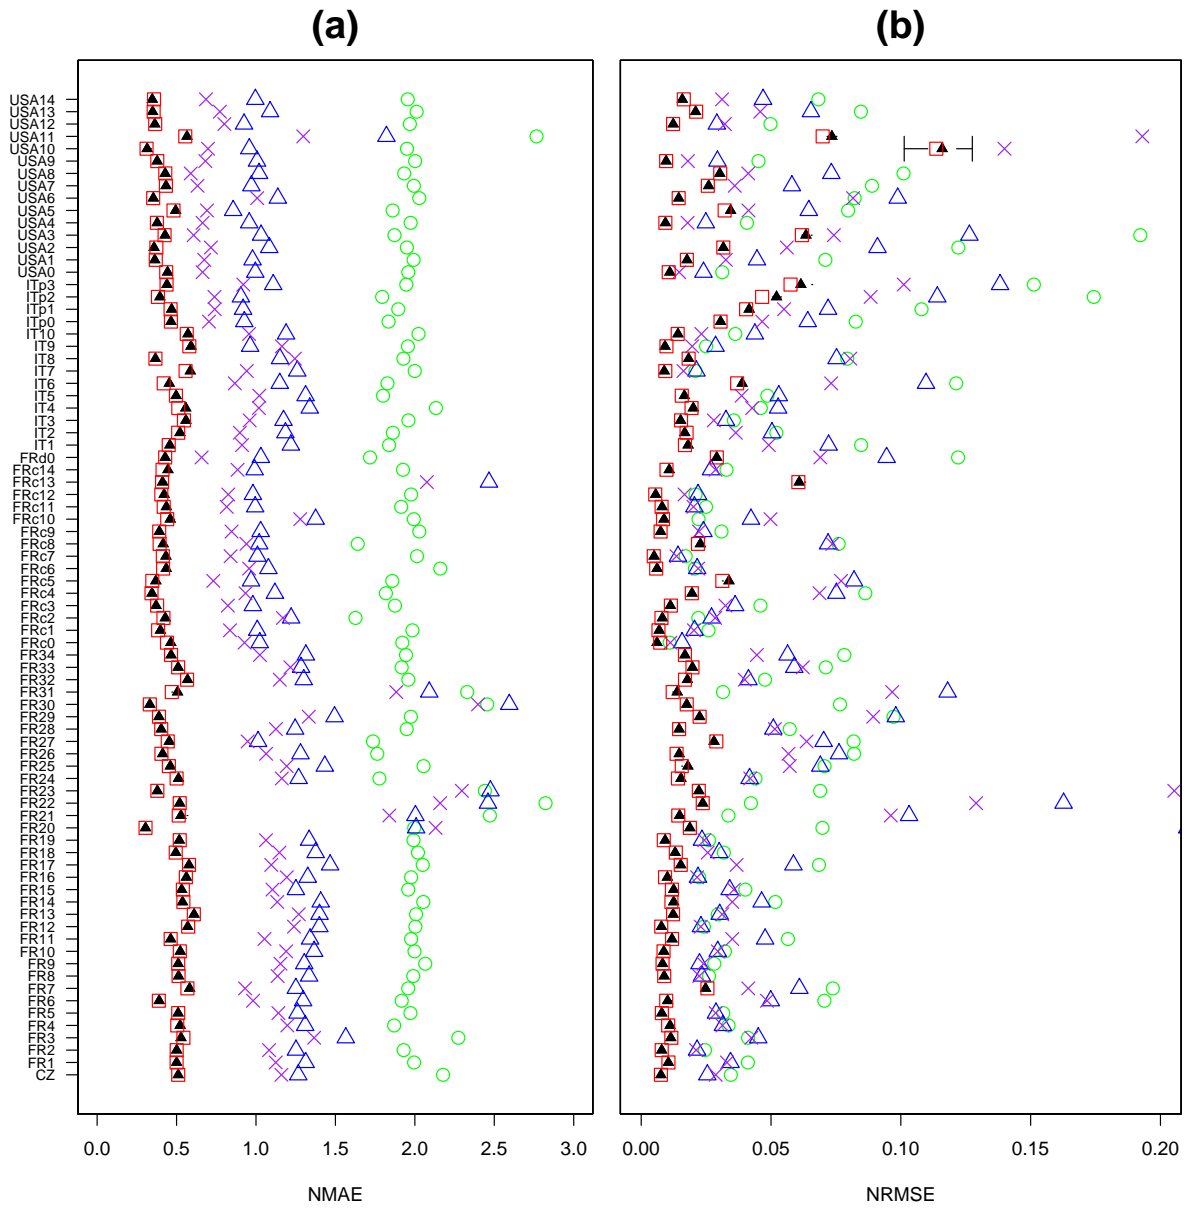 (a)
(b)
USA14
USA13
USA12
USA11
USA10
USA9
USA8
USA7
USA6
USA5
USA4
USA3
USA2
USA1
USA0
ITp3
ITp2
ITp1
ITp0
IT10
IT9
IT8
IT7
IT6
IT5
IT4
IT3
IT2
IT1
FRd0
FRc14
FRc13
FRc12
FRc11
FRc10
FRc9
FRc8
FRc7
FRc6
FRc5
FRc4
FRc3
FRc2
FRc1
FRc0
FR34
FR33
FR32
FR31
FR30
FR29
FR28
FR27
FR26
FR25
FR24
FR23
FR22
FR21
FR20
FR19
FR18
FR17
FR16
FR15
FR14
FR13
FR12
FR11
FR10
FR9
FR8
FR7
FR6
FR5
FR4
FR3
FR2
FR1
CZ
0.0 0.5 1.0 1.5 2.0 2.5 3.0
0.00 0.05 0.10 0.15 0.20
NMAE
NRMSE